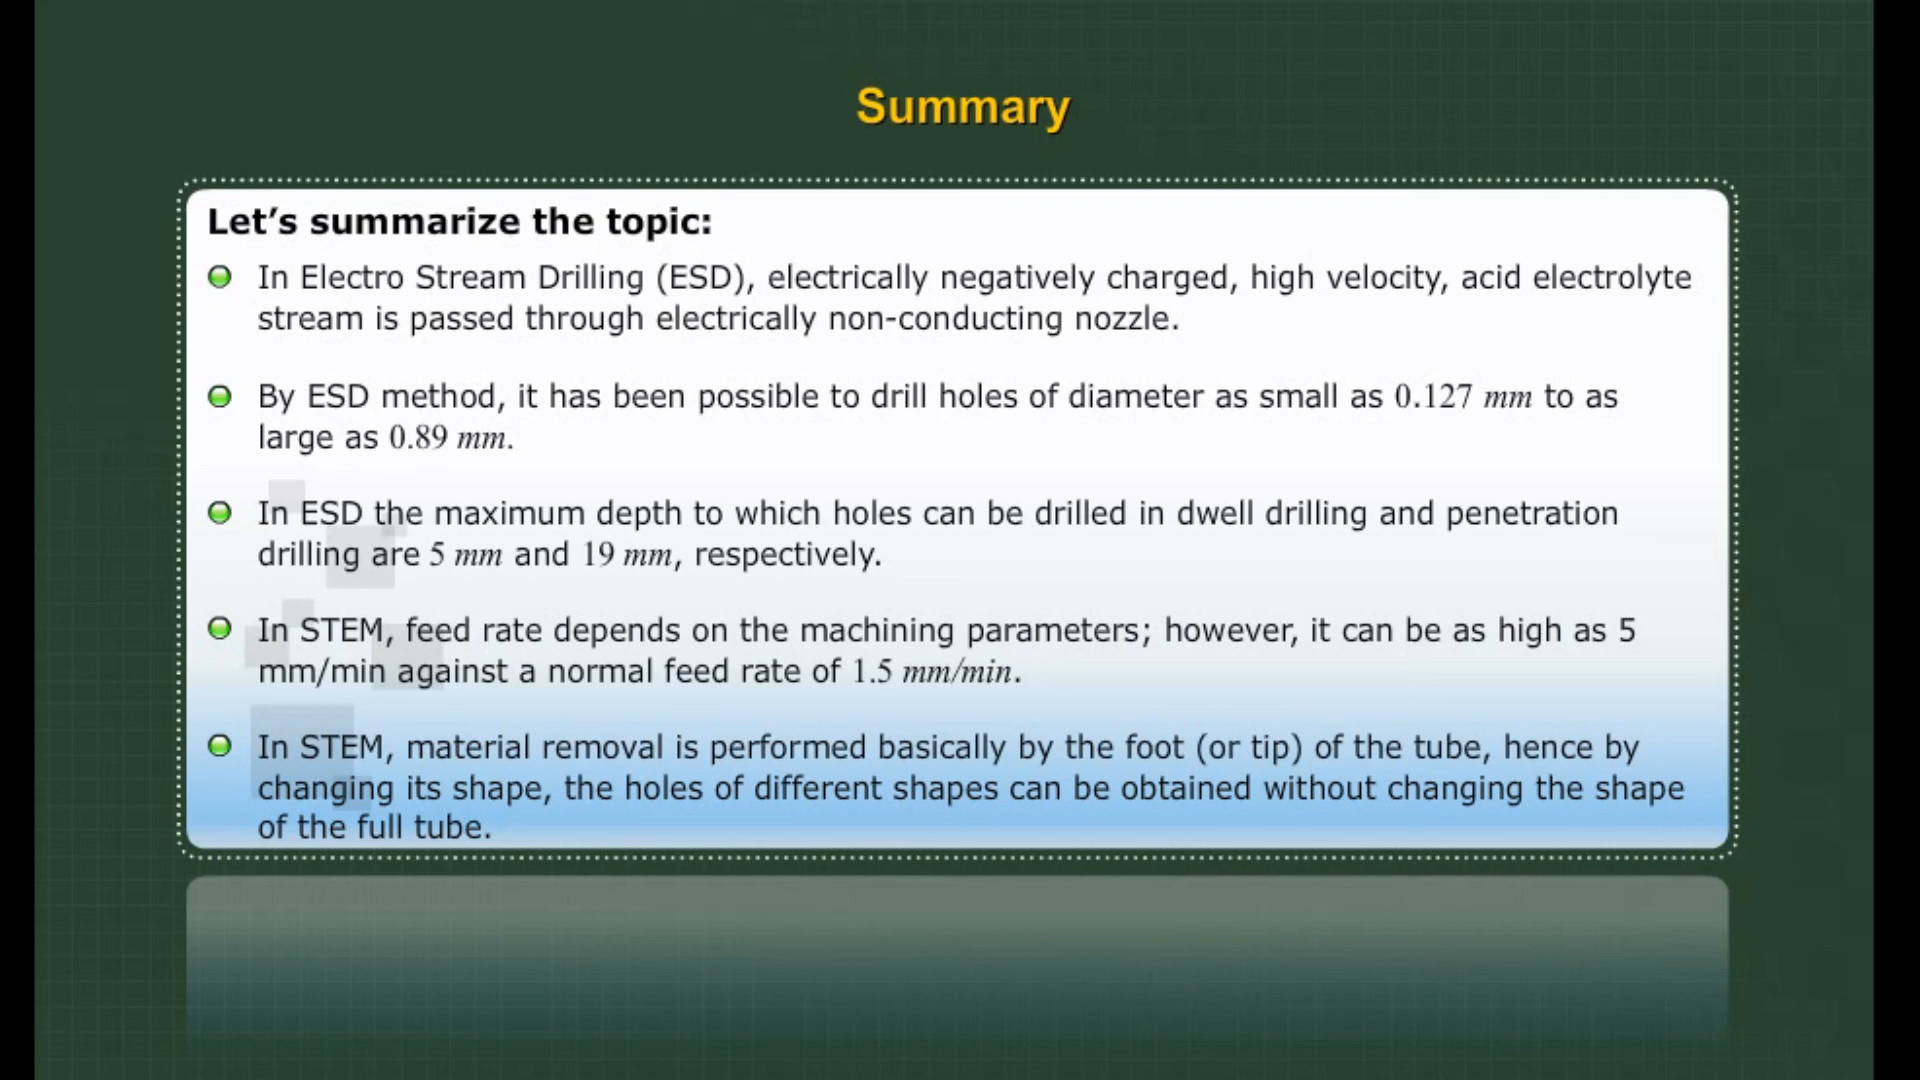 Summary
Let’s summarize the topic:
In Electro Stream Drilling (ESD), electrically negatively charged, high velocity, acid electrolyte
stream is passed through electrically non-conducting nozzle.
By ESD method, it has been possible to drill holes of diameter as small as 0.127 mm to as
large as 0.89 mm.
In ESD the maximum depth to which holes can be drilled in dwell drilling and penetration
drilling are 5 mm and 19 mm, respectively.
In STEM, feed rate depends on the machining parameters; however, it can be as high as 5
mm/min against a normal feed rate of 1.5 mm/min.
In STEM, material removal is performed basically by the foot (or tip) of the tube, hence by
changing its shape, the holes of different shapes can be obtained without changing the shape
of the full tube.